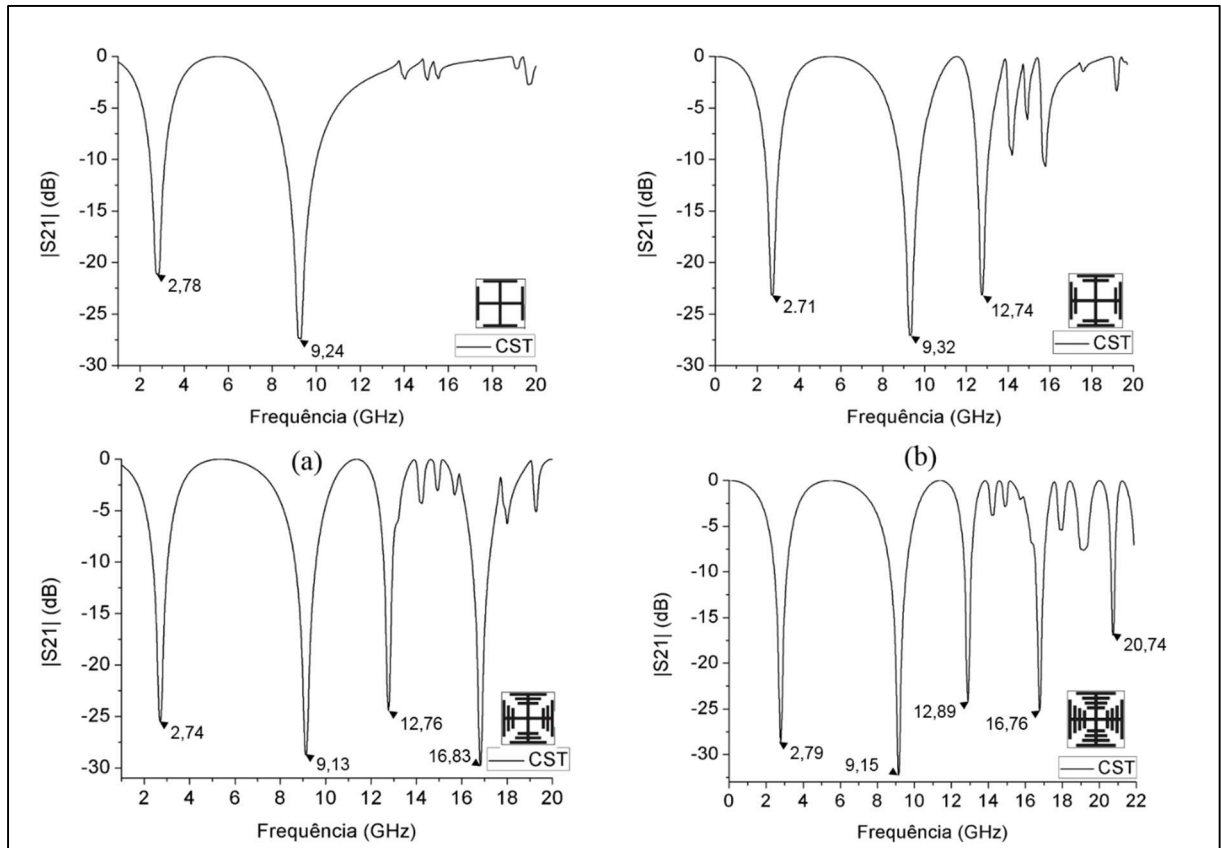 0
-5
-10
-15
-20
-25
-30
|S21| (dB)
2,78
9,24
CST
2 4 6 8 10 12 14 16 18 20
Frequência (GHz)
0
-5
-10
-15
-20
-25
-30
|S21| (dB)
2.71
9,32
12,74
CST
0 2 4 6 8 10 12 14 16 18 20
Frequência (GHz)
(a)
(b)
0
-5
-10
-15
-20
-25
-30
|S21| (dB)
2,74
9,13
12,76
16,83
CST
2 4 6 8 10 12 14 16 18 20
Frequência (GHz)
0
-5
-10
-15
-20
-25
-30
|S21| (dB)
2,79
9,15
12,89
16,76
20,74
CST
0 2 4 6 8 10 12 14 16 18 20 22
Frequência (GHz)